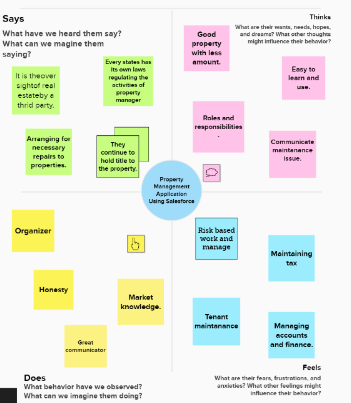 Says
What have we heard them say?
What can we magine them
saying?
It is theover
sightof real
estateby a
thrid party.
Every states has
its own laws
regulating the
activities of
property
manager
Arranging for
necessary
repairs to
properties.
They
continue to
hold title to
the property.
Thinks
What are their wants, needs, hopes,
and dreams? What other thoughts
might influence their behavior?
Good
property
with less
amount.
Easy to
learn and
use.
Roles and
responsibilities
.
Communicate
maintenance
issue.
Property
Management
Application
Using Salesforce
Organizer
Honesty
Market
knowledge.
Great
communicator
Does
What behavior have we observed?
What can we imagine them doing?
Risk based
work and
manage
Maintaining
tax
Tenant
maintanance
Managing
accounts
and finance.
Feels
What are their fears, frustrations, and
anxieties? What other feelings might
influence their behavior?